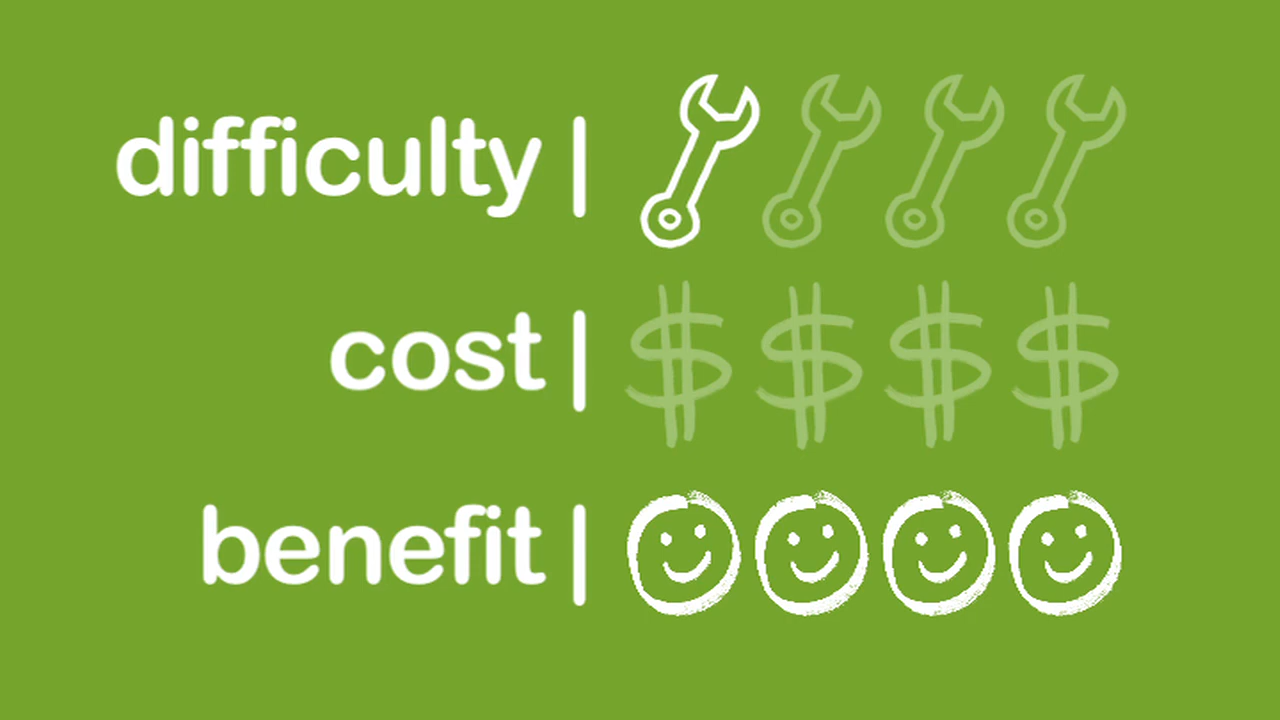 difficulty |
cost | $ $ $ $
benefit |